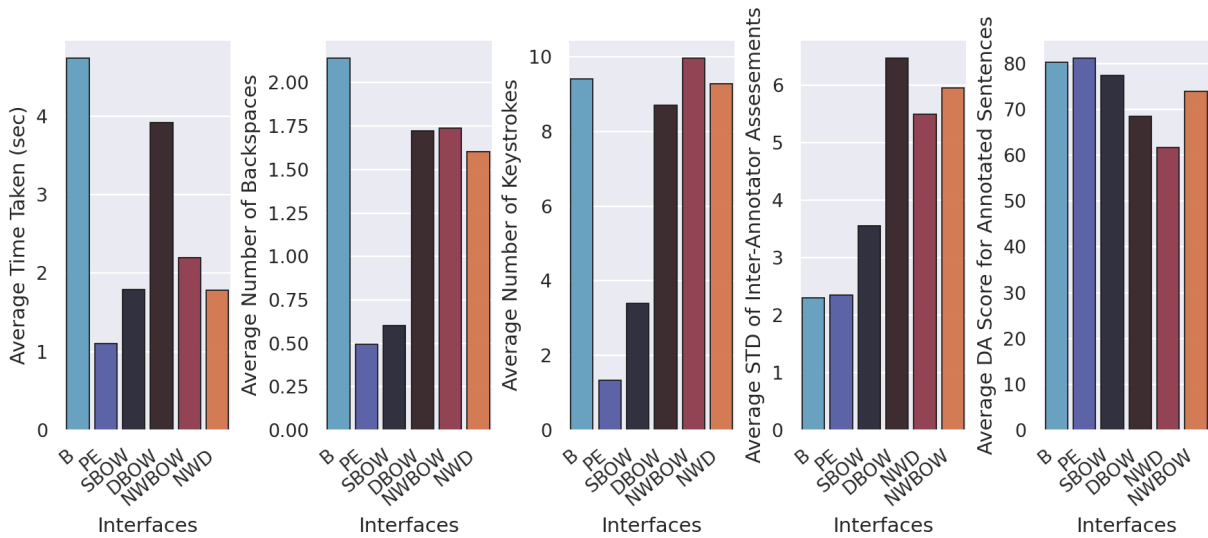 Average Time Taken (sec)
4
3
2
1
0
B
PE
SBOW
DBOW
NWBOW
NWD
Interfaces
Average Number of Backspaces
2.00
1.75
1.50
1.25
1.00
0.75
0.50
0.25
0.00
B
PE
SBOW
DBOW
NWBOW
NWD
Interfaces
Average Number of Keystrokes
10
8
6
4
2
0
B
PE
SBOW
DBOW
NWBOW
NWD
Interfaces
Average STD of Inter-Annotator Assesements
6
5
4
3
2
1
0
B
PE
SBOW
DBOW
NWD
NWBOW
Interfaces
Average DA Score for Annotated Sentences
80
70
60
50
40
30
20
10
0
B
PE
SBOW
DBOW
NWD
NWBOW
Interfaces